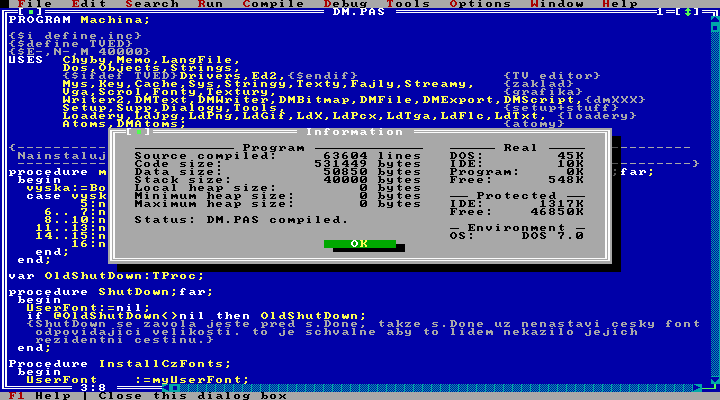 File Edit Search Run Compile Debug Tools Options Window Help
DM.PAS 1
PROGRAM Machina;
{$i define.inc}
{$define TVED}
{$E-,N-,M 40000}
USES Chyby,Memo,LangFile,
Dos,Objects,Strings,
{$ifdef TVED}Drivers,Ed2,{$endif} {TV editor}
Mys,Key,Cache,Sys,Stringy,Texty,Fajly,Streamy, {zaklad}
Vga,Scrol,Fonty,Textury, {grafika}
Writer2,DMText,DMWriter,DMBitmap,DMFile,DMExport,DMScript,{dmXXX}
Setup,Supp,Dialogy,Tools, {setup+stuff}
Loadery,LdJpg,LdPng,LdGif,LdX,LdPcx,LdTga,LdFlc,LdTxt, {loadery}
Atoms,DMAtoms; {atomy}
Information
Program
Source compiled: 63604 lines
Code size: 531449 bytes
Data size: 50850 bytes
Stack size: 40000 bytes
Local heap size: 0 bytes
Minimum heap size: 0 bytes
Maximum heap size: 0 bytes
Status: DM.PAS compiled.
Real
DOS: 45K
IDE: 10K
Program: 0K
Free: 548K
Protected
IDE: 1317K
Free: 46850K
Environment
OS: DOS 7.0
OK
{
Nainstaluj }
procedure m ;far;
begin
vyska:=Bo
case vysk
5:n
6.. 7:n
8..10:n
11..13:n
14..15:n
16:n
end;
end;
var OldShutDown:TProc;
procedure ShutDown;far;
begin
UserFont:=nil;
if @OldShutDown<>nil then OldShutDown;
{ShutDown se zavola jeste pred s.Done, takze s.Done uz nenastavi cesky font
odpovidajici velikosti. to je schvalne aby to lidem nekazilo jejich
rezidentni cestinu.}
end;
Procedure InstallCzFonts;
begin
UserFont :=myUserFont;
3:8
F1 Help | Close this dialog box